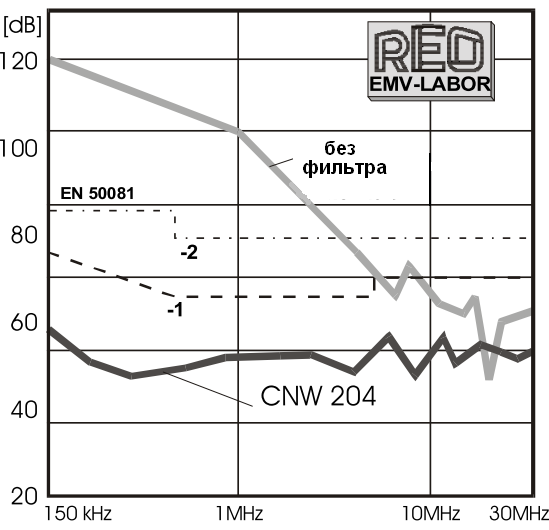 [dB]
120
100
80
60
40
20
REO
EMV-LABOR
без
фильтра
EN 50081
-2
-1
CNW 204
150 kHz
1MHz
10MHz
30MHz